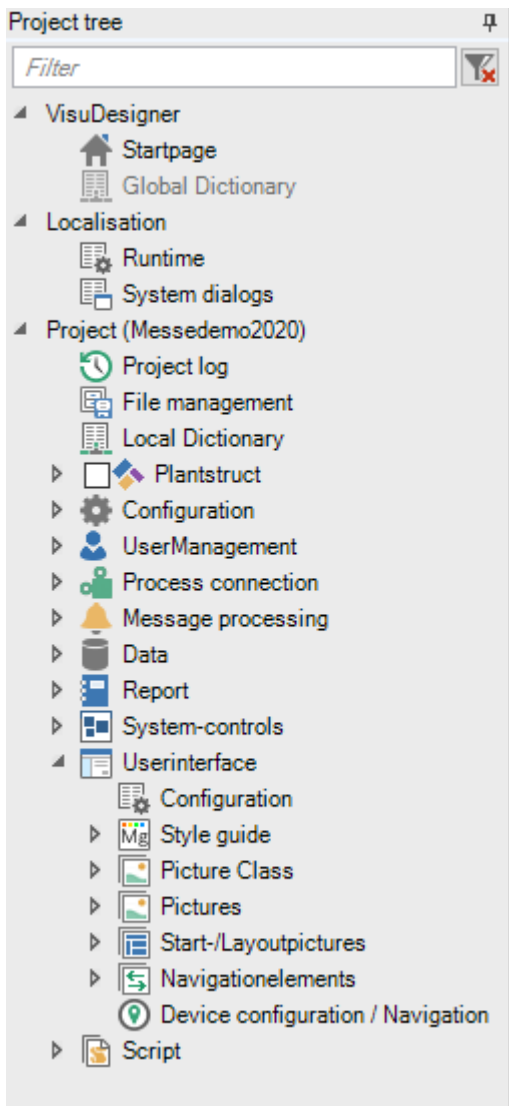 Project tree
Filter
VisuDesigner
Startpage
Global Dictionary
Localisation
Runtime
System dialogs
Project (Messedemo2020)
Project log
File management
Local Dictionary
Plantstruct
Configuration
UserManagement
Process connection
Message processing
Data
Report
System-controls
Userinterface
Configuration
Mg Style guide
Picture Class
Pictures
Start-/Layoutpictures
Navigationelements
Device configuration / Navigation
Script